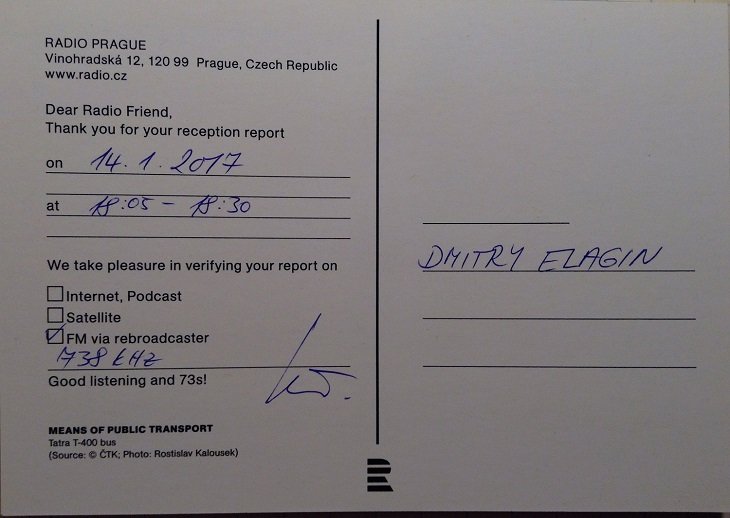 RADIO PRAGUE
Vinohradská 12, 120 99 Prague, Czech Republic
www.radio.cz
Dear Radio Friend,
Thank you for your reception report
on 14. 1. 2017
at 18:05 - 18:30
We take pleasure in verifying your report on
Internet, Podcast
Satellite
FM via rebroadcaster
738 kHz
Good listening and 73s!
MEANS OF PUBLIC TRANSPORT
Tatra T-400 bus
(Source: © ČTK; Photo: Rostislav Kalousek)
DMITRY ELAGIN